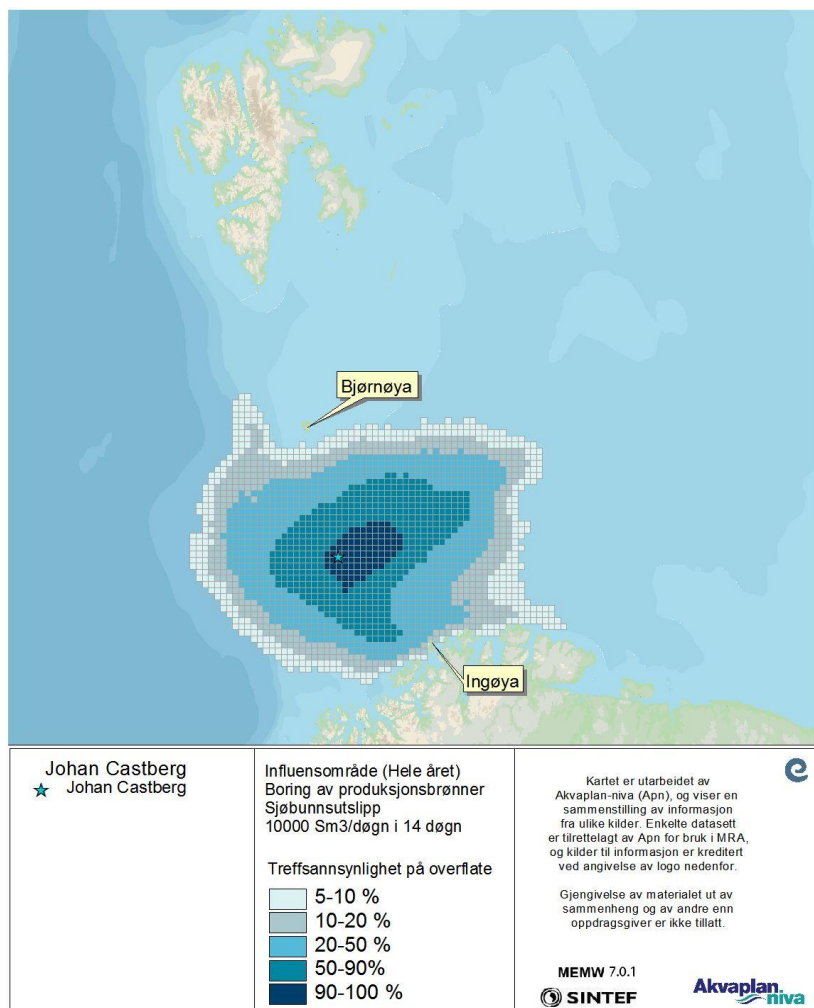 Bjørnøya
Ingøya
Johan Castberg
Johan Castberg
Influensområde (Hele året)
Boring av produksjonsbrønner
Sjøbunnsutslipp
10000 Sm3/døgn i 14 døgn
Treffsannsynlighet på overflate
5-10 %
10-20 %
20-50 %
50-90%
90-100 %
Kartet er utarbeidet av
Akvaplan-niva (Apn), og viser en
sammenstilling av informasjon
fra ulike kilder. Enkelte datasett
er tilrettelagt av Apn for bruk i MRA,
og kilder til informasjon er kreditert
ved angivelse av logo nedenfor.
Gjengivelse av materialet ut av
sammenheng og av andre enn
oppdragsgiver er ikke tillatt.
MEMW 7.0.1
SINTEF
Akvaplan
niva